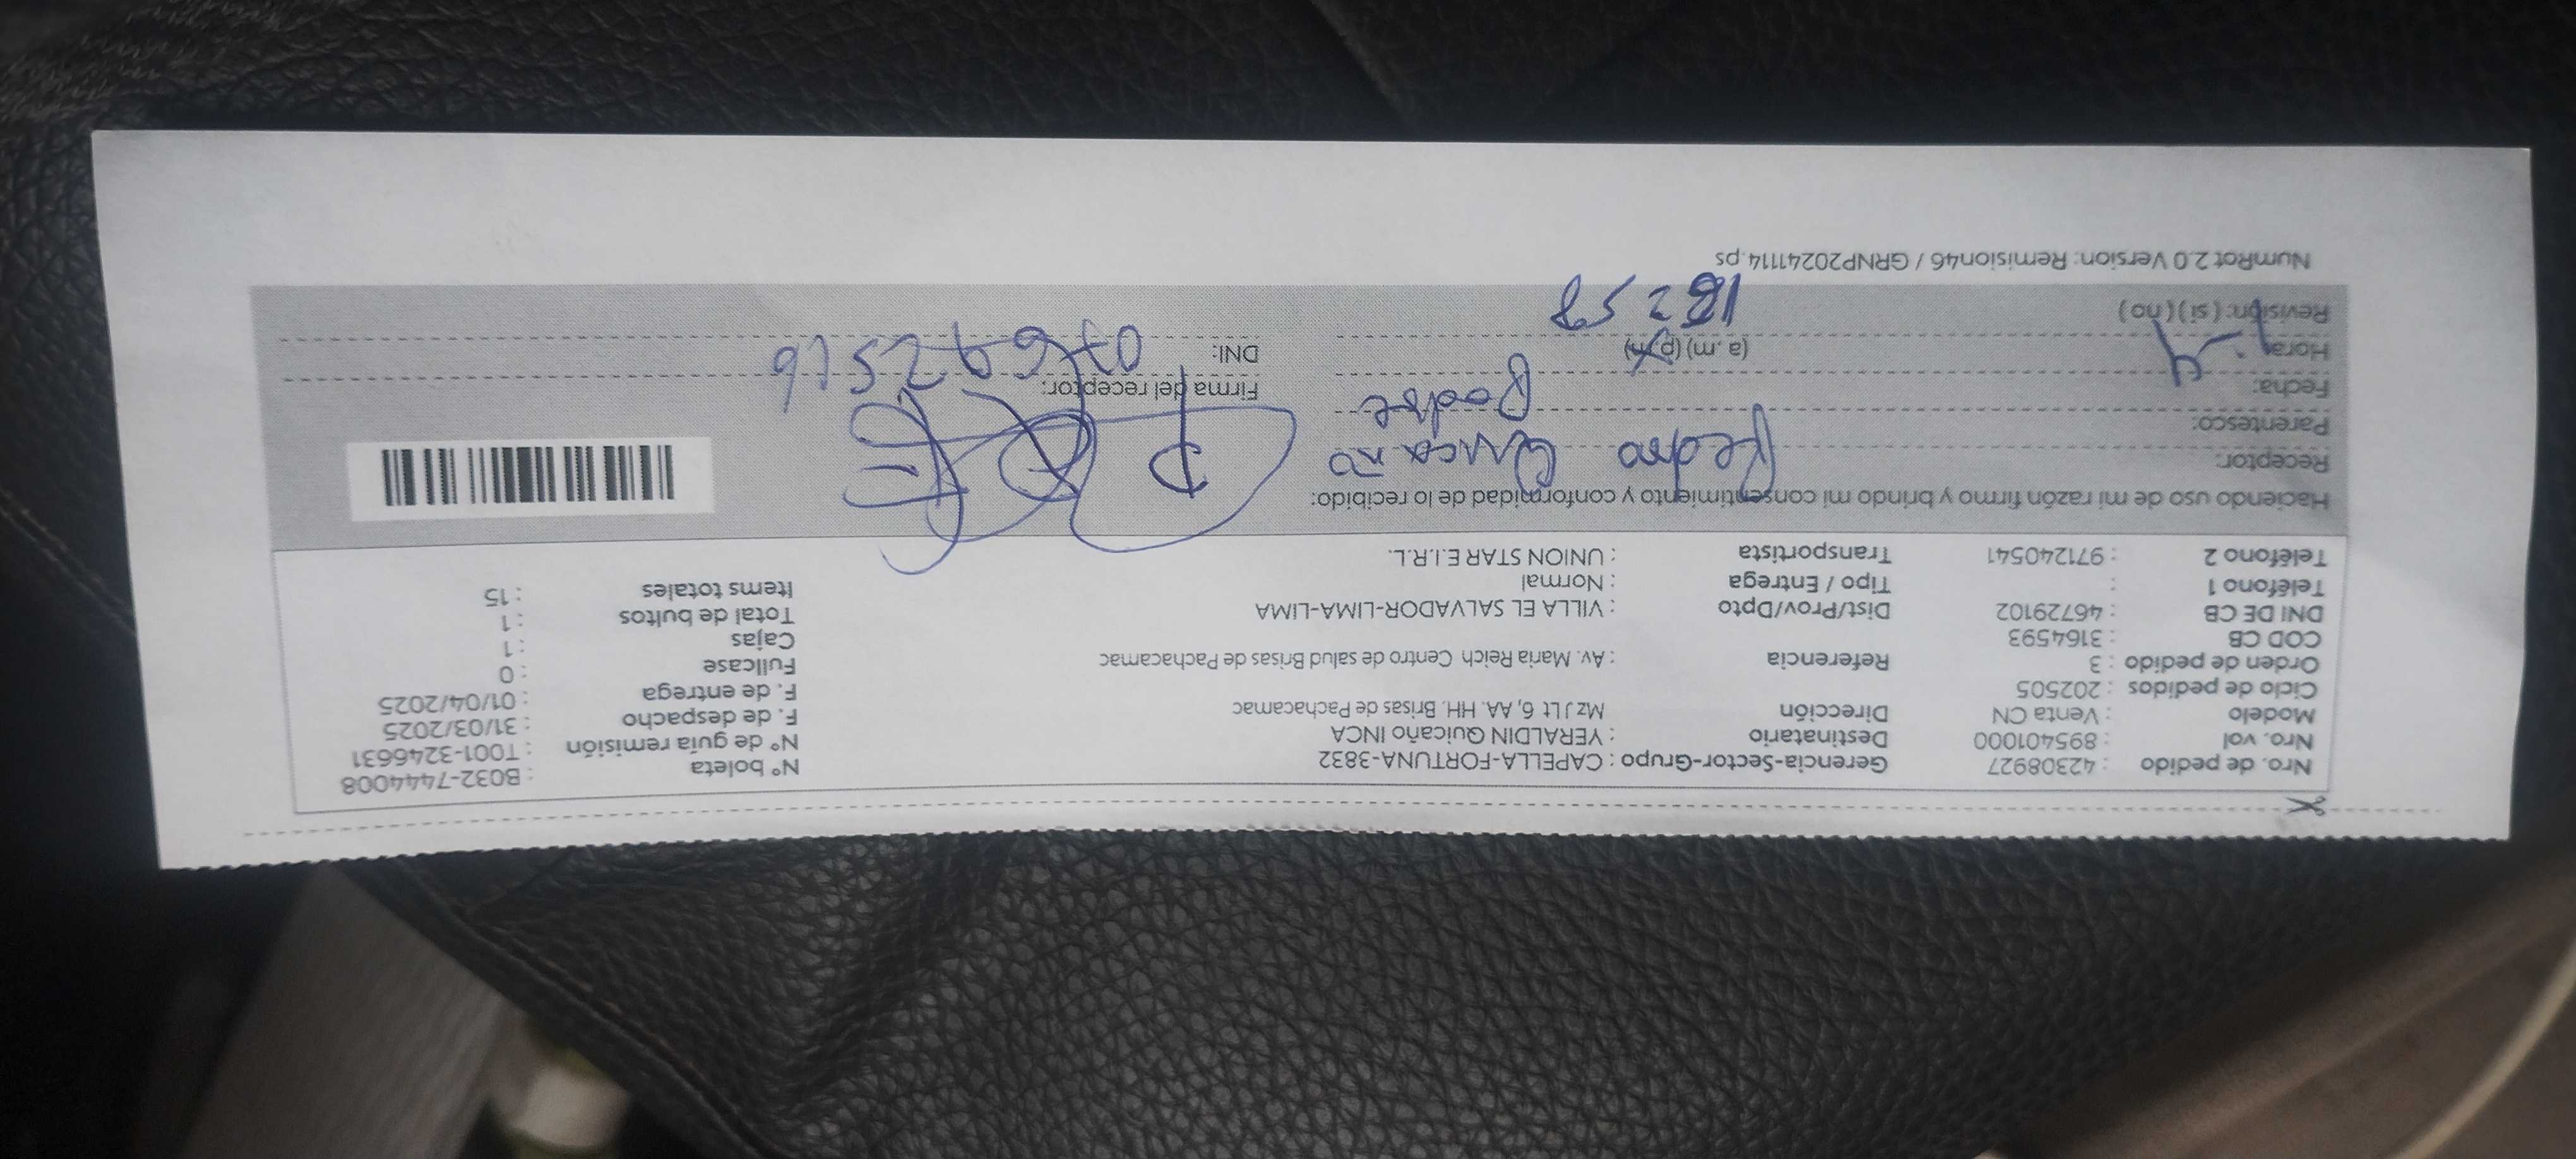 Nro. de pedido : 42308927 Gerencia-Sector-Grupo : CAPELLA-FORTUNA-3832 N° boleta : B032-7444008
Nro. vol : 895401000 Destinatario : YERALDIN Quicaño INCA N° de guía remisión : T001-3246631
Modelo : Venta CN Dirección Mz J Lt 6, AA. HH. Brisas de Pachacamac F. de despacho : 31/03/2025
Ciclo de pedidos : 202505 F. de entrega : 01/04/2025
Orden de pedido : 3 Referencia : Av. Maria Reich Centro de salud Brisas de Pachacamac Fullcase : 0
COD CB : 3164593 Cajas : 1
DNI DE CB : 46729102 Dist/Prov/Dpto : VILLA EL SALVADOR-LIMA-LIMA Total de bultos : 1
Teléfono 1 : Tipo / Entrega : Normal Items totales : 15
Teléfono 2 : 971240541 Transportista : UNION STAR E.I.R.L.
Haciendo uso de mi razón firmo y brindo mi consentimiento y conformidad de lo recibido:
Receptor: Pedro Quicaño
Parentesco: Padre
Fecha: 1-4 Firma del receptor:
Hora: (a.m) (p.m) DNI:
Revisión: ( si ) ( no )
NumRot 2.0 Version: Remision46 / GRNP20241114.ps